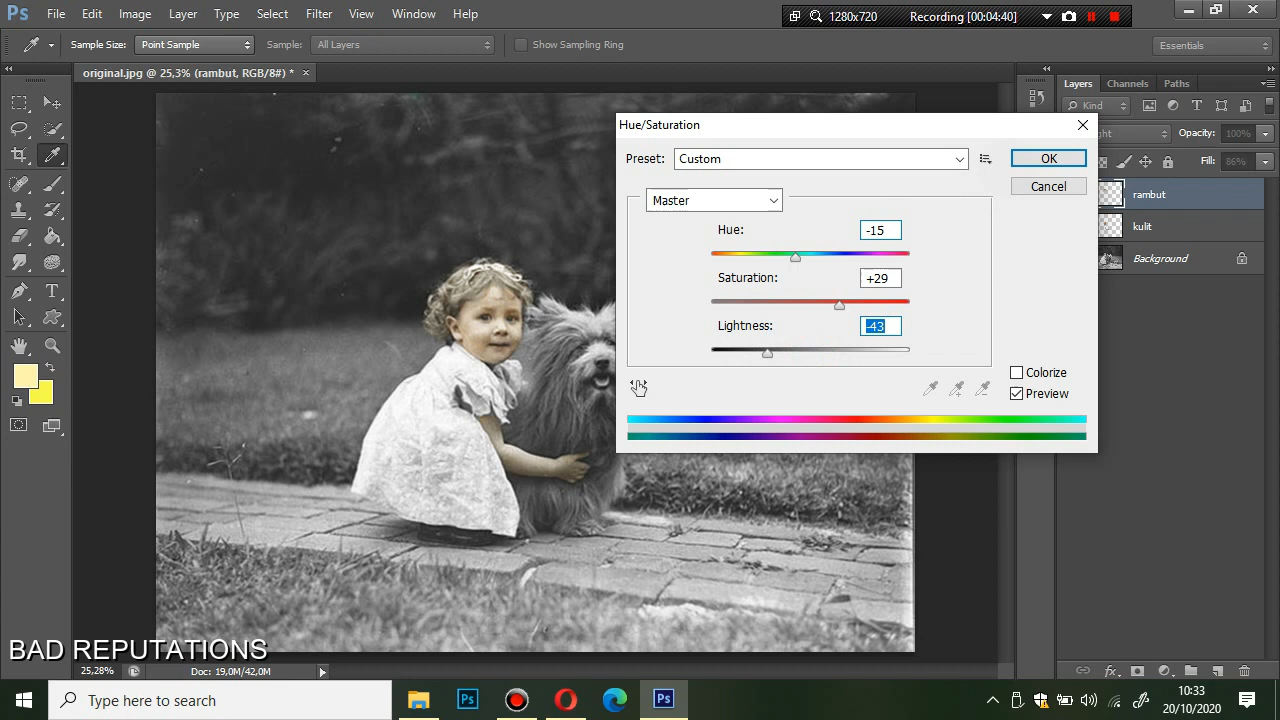 Ps File Edit Image Layer Type Select Filter View Window Help
1280x720 Recording [00:04:40]
Sample Size: Point Sample Sample: All Layers Show Sampling Ring Essentials
original.jpg @ 25,3% (rambut, RGB/8#) * ×
Layers Channels Paths
Kind
Opacity: 100%
Fill: 86%
rambut
kulit
Background
Hue/Saturation
Preset: Custom
OK
Cancel
Master
Hue: -15
Saturation: +29
Lightness: -43
Colorize
Preview
BAD REPUTATIONS
25,28% Doc: 19,0M/42,0M
Type here to search
Ps
Ps
10:33
20/10/2020